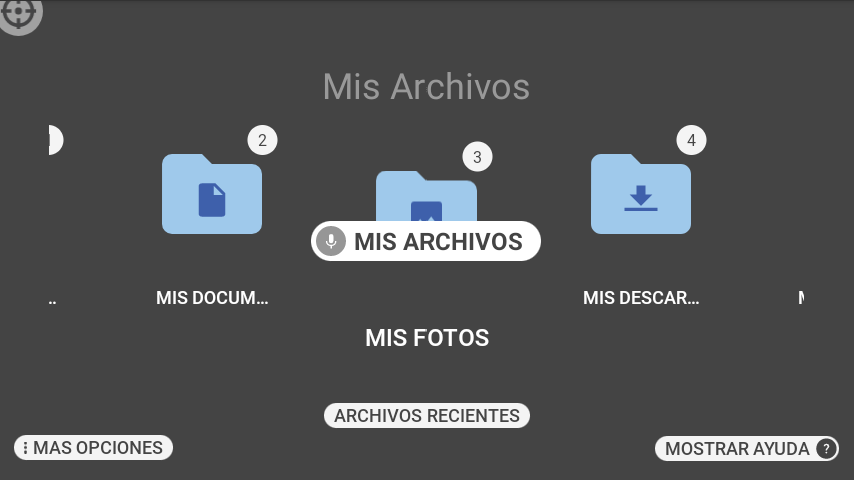 Mis Archivos
2
3
4
MIS ARCHIVOS
MIS DOCUM...
MIS DESCAR...
MIS FOTOS
ARCHIVOS RECIENTES
MAS OPCIONES
MOSTRAR AYUDA ?